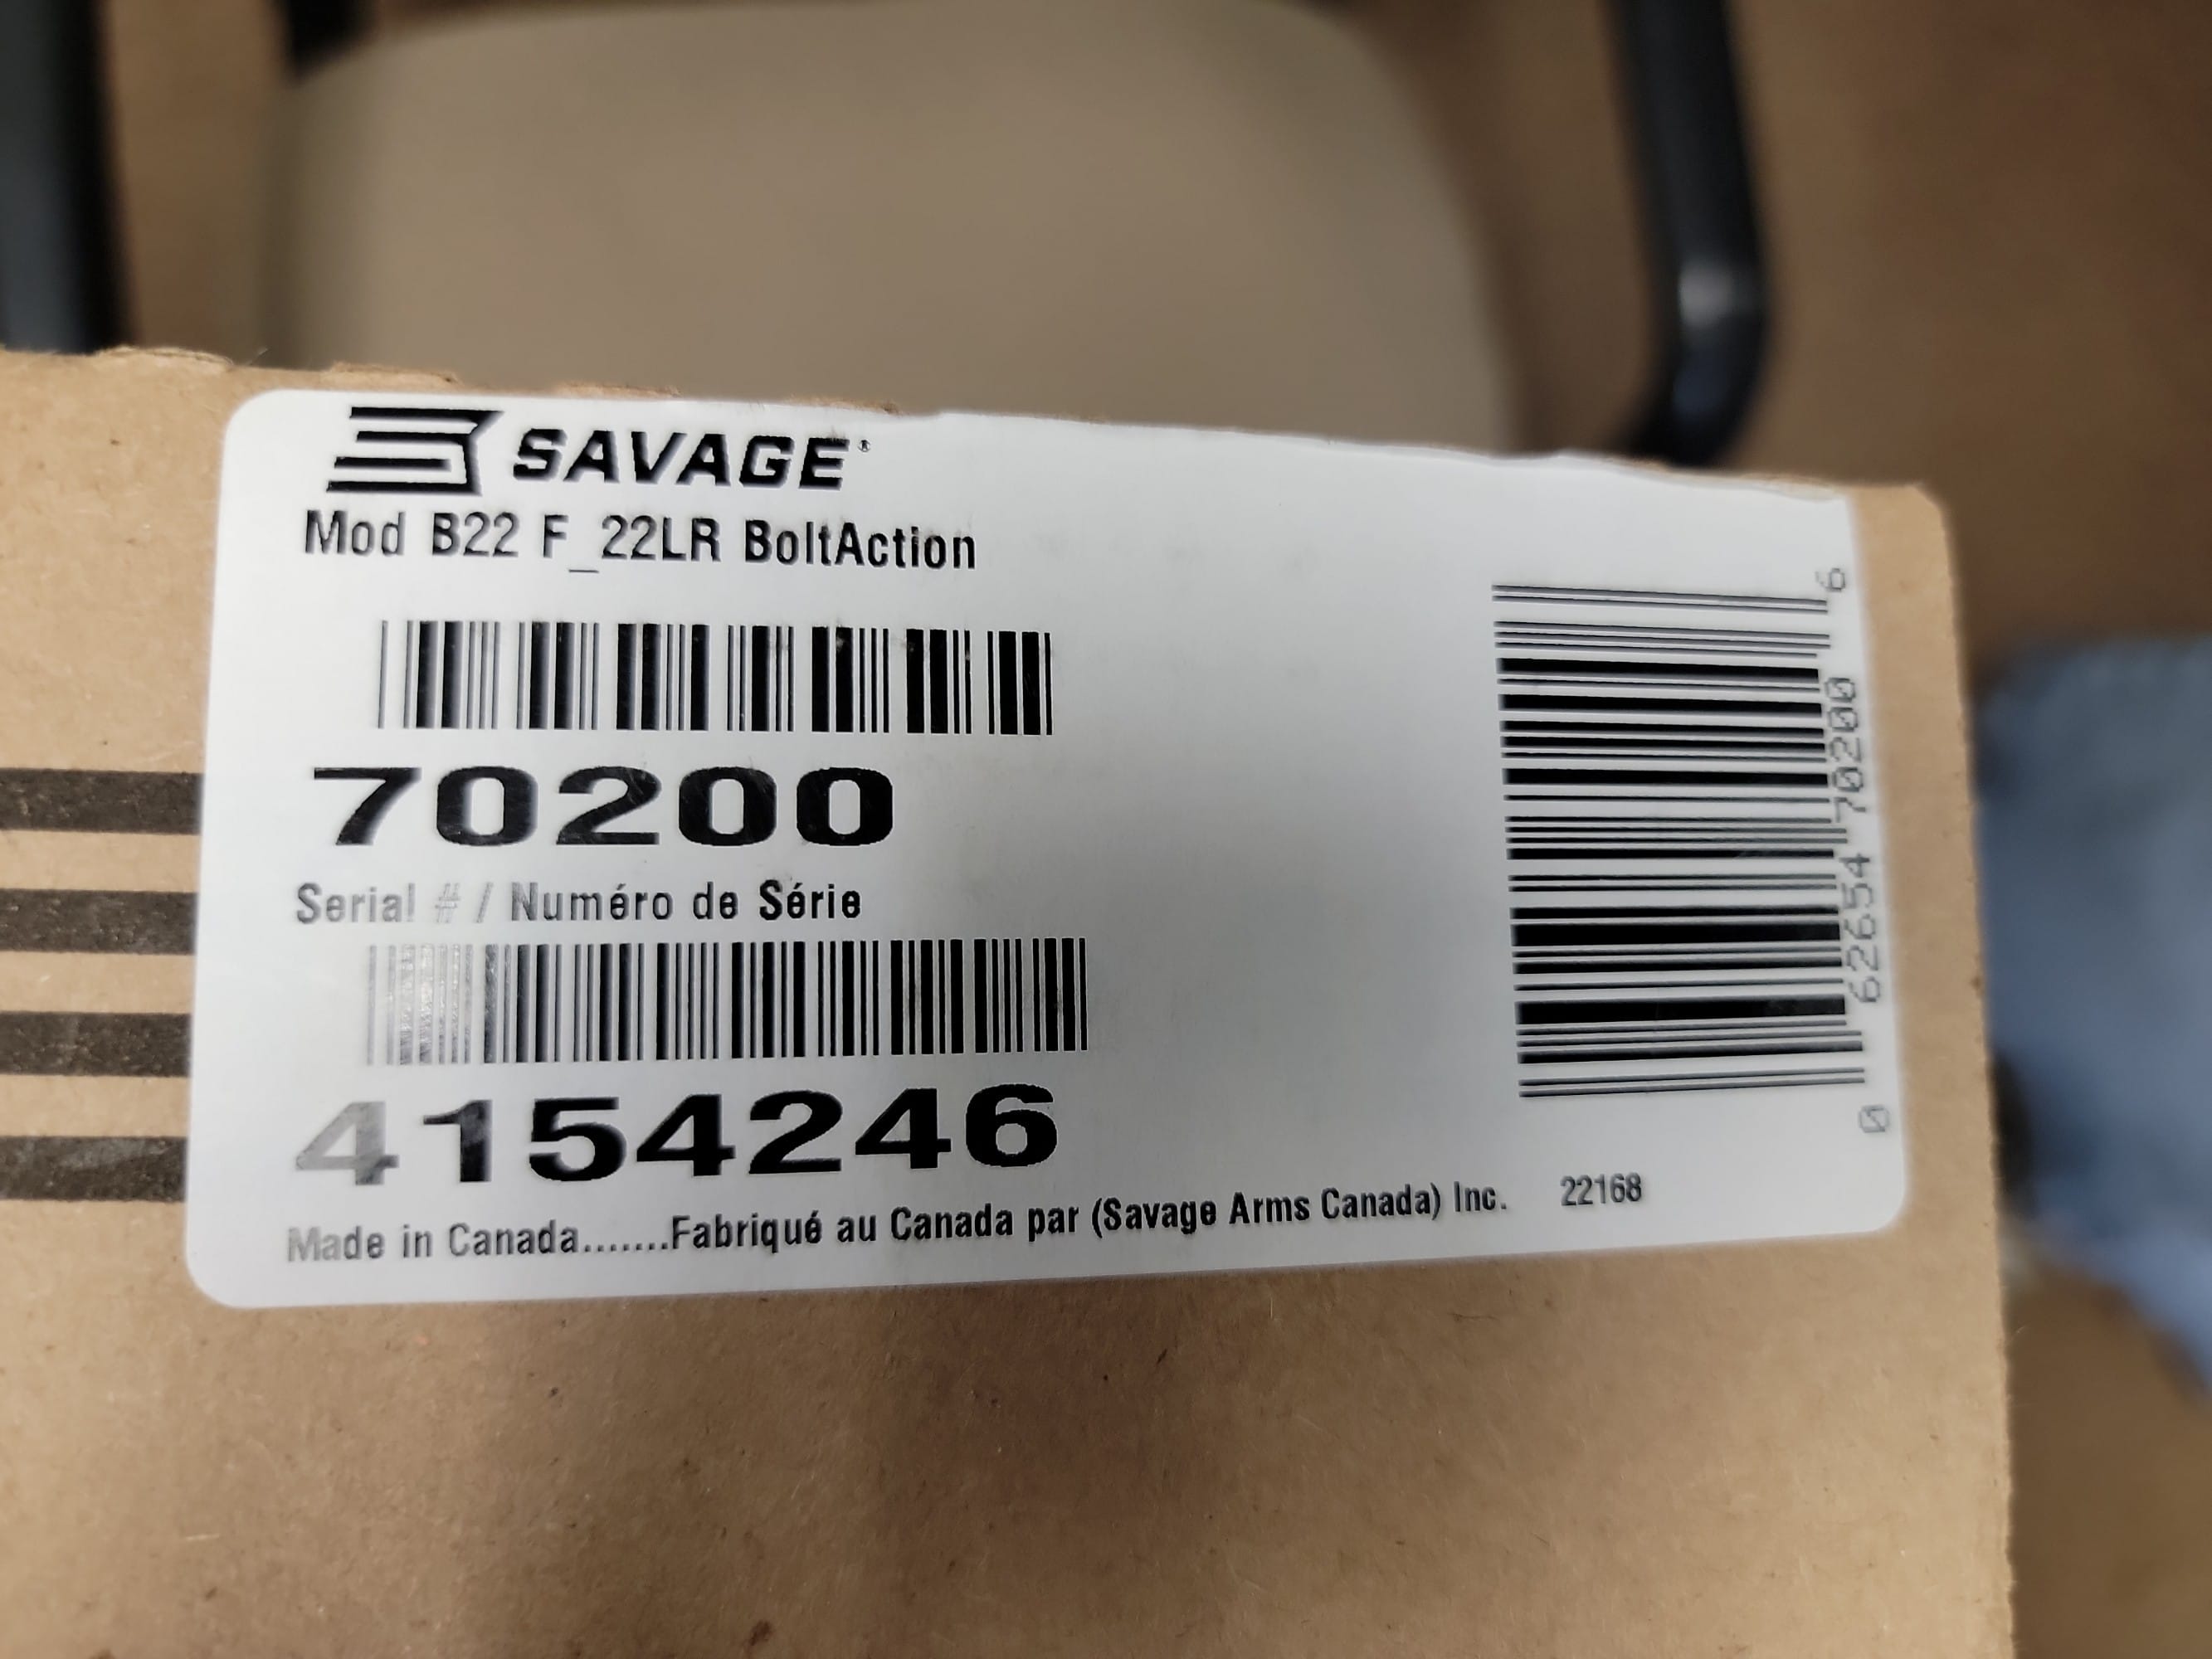 SAVAGE®
Mod B22 F_22LR BoltAction
70200
Serial # / Numéro de Série
4154246
Made in Canada.......Fabriqué au Canada par (Savage Arms Canada) Inc. 22168
0 62654 70200 6